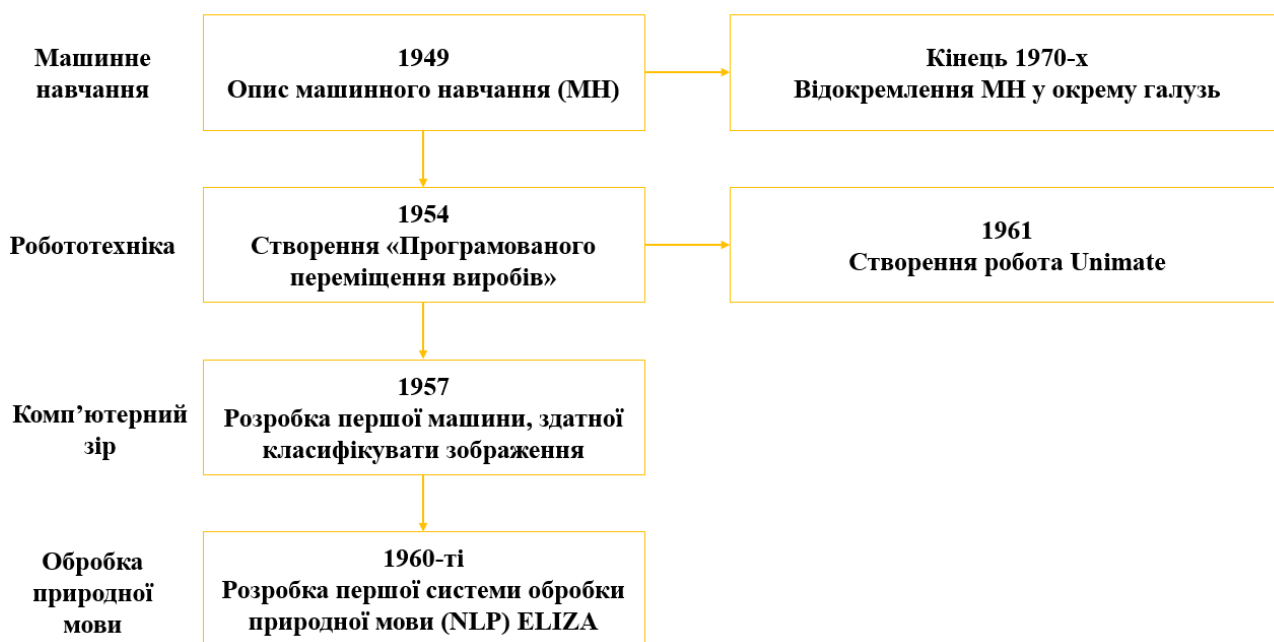 Машинне
навчання
1949
Опис машинного навчання (МН)
Кінець 1970-х
Відокремлення МН у окрему галузь
Робототехніка
1954
Створення «Програмованого
переміщення виробів»
1961
Створення робота Unimate
Комп’ютерний
зір
1957
Розробка першої машини, здатної
класифікувати зображення
Обробка
природної
мови
1960-ті
Розробка першої системи обробки
природної мови (NLP) ELIZA